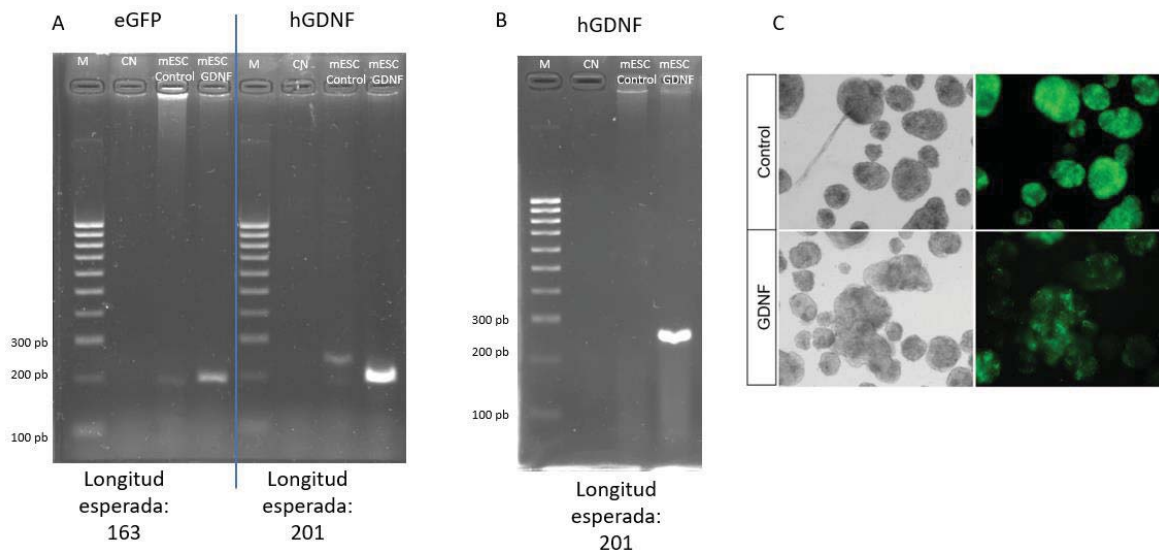 A
eGFP
hGDNF
M
CN
mESC
Control
mESC
GDNF
M
CN
mESC
Control
mESC
GDNF
300 pb
200 pb
100 pb
Longitud
esperada:
163
Longitud
esperada:
201
B
hGDNF
M
CN
mESC
Control
mESC
GDNF
300 pb
200 pb
100 pb
Longitud
esperada:
201
C
Control
GDNF